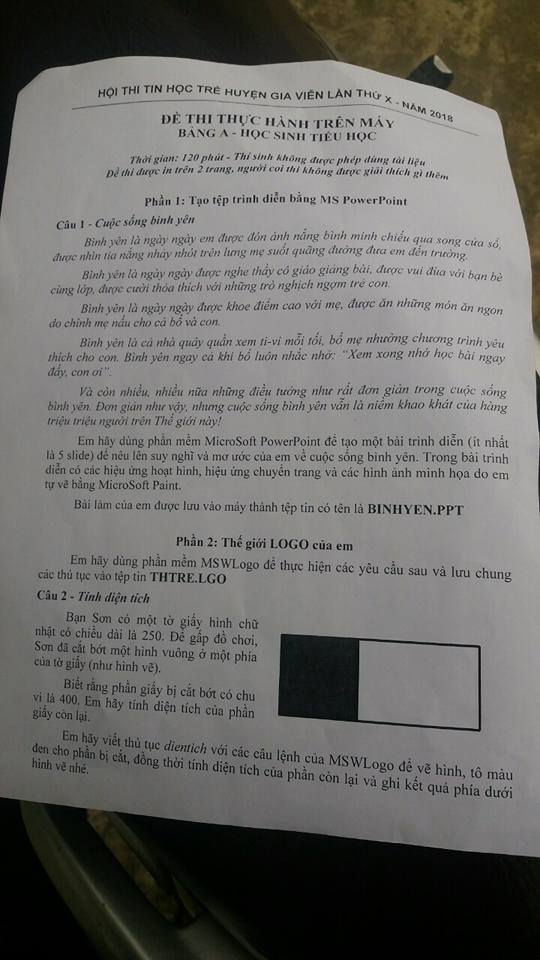 HỘI THI TIN HỌC TRẺ HUYỆN GIA VIỄN LẦN THỨ X - NĂM 2018
ĐỀ THI THỰC HÀNH TRÊN MÁY
BẢNG A - HỌC SINH TIỂU HỌC
Thời gian: 120 phút - Thí sinh không được phép dùng tài liệu
Đề thi được in trên 2 trang, người coi thi không được giải thích gì thêm
Phần 1: Tạo tệp trình diễn bằng MS PowerPoint
Câu 1 - Cuộc sống bình yên
Bình yên là ngày ngày em được đón ánh nắng bình minh chiếu qua song cửa sổ,
được nhìn tia nắng nhảy nhót trên lưng mẹ suốt quãng đường đưa em đến trường.
Bình yên là ngày ngày được nghe thầy cô giáo giảng bài, được vui đùa với bạn bè
cùng lớp, được cười thỏa thích với những trò nghịch ngợm trẻ con.
Bình yên là ngày ngày được khoe điểm cao với mẹ, được ăn những món ăn ngon
do chính mẹ nấu cho cả bố và con.
Bình yên là cả nhà quây quần xem ti-vi mỗi tối, bố mẹ nhường chương trình yêu
thích cho con. Bình yên ngay cả khi bố luôn nhắc nhở: “Xem xong nhớ học bài ngay
đấy, con ơi”.
Và còn nhiều, nhiều nữa những điều tưởng như rất đơn giản trong cuộc sống
bình yên. Đơn giản như vậy, nhưng cuộc sống bình yên vẫn là niềm khao khát của hàng
triệu triệu người trên Thế giới này!
Em hãy dùng phần mềm MicroSoft PowerPoint để tạo một bài trình diễn (ít nhất
là 5 slide) để nêu lên suy nghĩ và mơ ước của em về cuộc sống bình yên. Trong bài trình
diễn có các hiệu ứng hoạt hình, hiệu ứng chuyển trang và các hình ảnh minh họa do em
tự vẽ bằng MicroSoft Paint.
Bài làm của em được lưu vào máy thành tệp tin có tên là BINHYEN.PPT
Phần 2: Thế giới LOGO của em
Em hãy dùng phần mềm MSWLogo để thực hiện các yêu cầu sau và lưu chung
các thủ tục vào tệp tin THTRE.LGO
Câu 2 - Tính diện tích
Bạn Sơn có một tờ giấy hình chữ
nhật có chiều dài là 250. Để gấp đồ chơi,
Sơn đã cắt bớt một hình vuông ở một phía
của tờ giấy (như hình vẽ).
Biết rằng phần giấy bị cắt bớt có chu
vi là 400. Em hãy tính diện tích của phần
giấy còn lại.
Em hãy viết thủ tục dientich với các câu lệnh của MSWLogo để vẽ hình, tô màu
đen cho phần bị cắt, đồng thời tính diện tích của phần còn lại và ghi kết quả phía dưới
hình vẽ nhé.